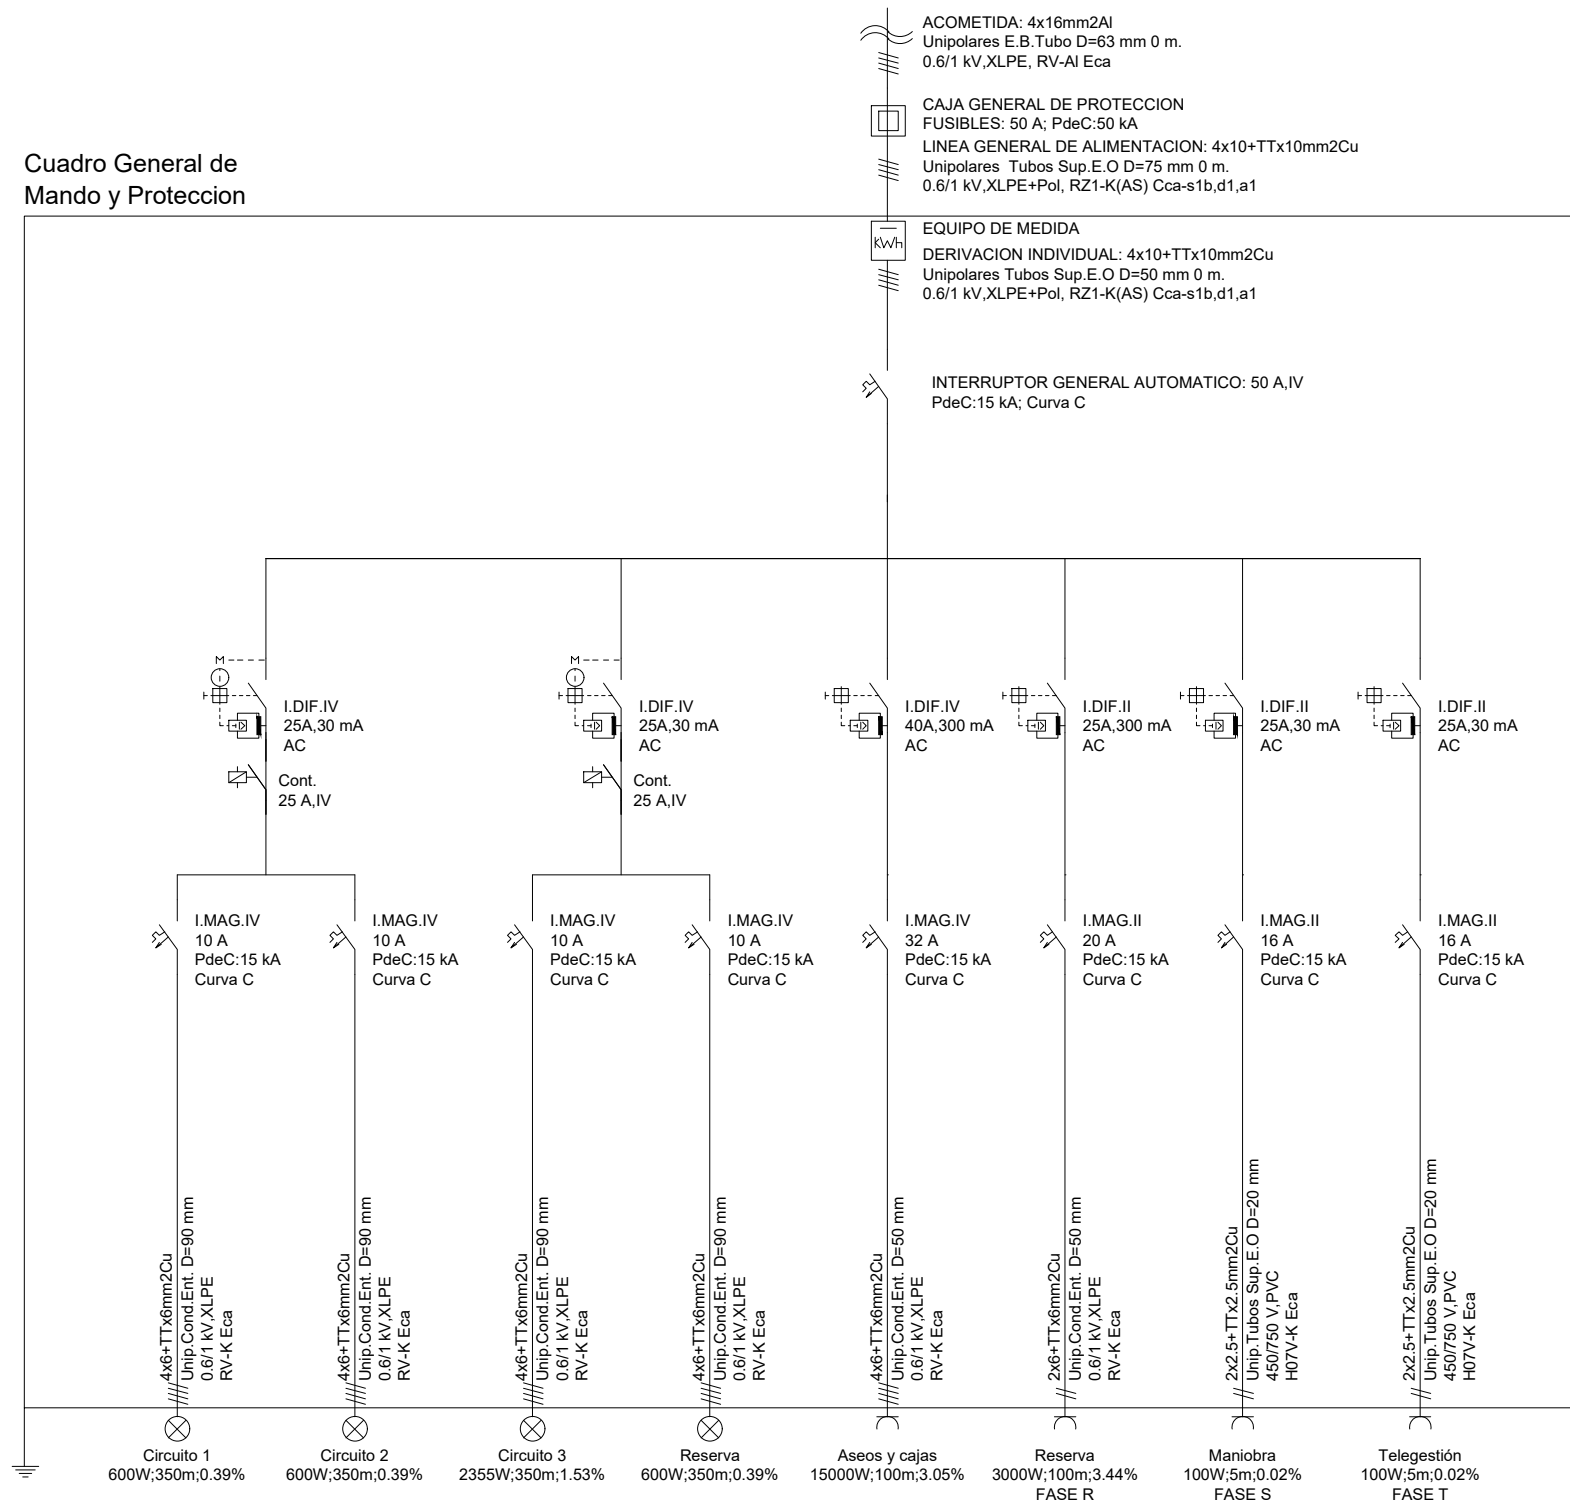 ACOMETIDA: 4x16mm2Al
Unipolares E.B.Tubo D=63 mm 0 m.
0.6/1 kV,XLPE, RV-Al Eca
CAJA GENERAL DE PROTECCION
FUSIBLES: 50 A; PdeC:50 kA
LINEA GENERAL DE ALIMENTACION: 4x10+TTx10mm2Cu
Unipolares Tubos Sup.E.O D=75 mm 0 m.
0.6/1 kV,XLPE+Pol, RZ1-K(AS) Cca-s1b,d1,a1
Cuadro General de
Mando y Proteccion
KWh
EQUIPO DE MEDIDA
DERIVACION INDIVIDUAL: 4x10+TTx10mm2Cu
Unipolares Tubos Sup.E.O D=50 mm 0 m.
0.6/1 kV,XLPE+Pol, RZ1-K(AS) Cca-s1b,d1,a1
INTERRUPTOR GENERAL AUTOMATICO: 50 A,IV
PdeC:15 kA; Curva C
M
I.DIF.IV
25A,30 mA
AC
Cont.
25 A,IV
M
I.DIF.IV
25A,30 mA
AC
Cont.
25 A,IV
I.DIF.IV
40A,300 mA
AC
I.DIF.II
25A,300 mA
AC
I.DIF.II
25A,30 mA
AC
I.DIF.II
25A,30 mA
AC
I.MAG.IV
10 A
PdeC:15 kA
Curva C
I.MAG.IV
10 A
PdeC:15 kA
Curva C
I.MAG.IV
10 A
PdeC:15 kA
Curva C
I.MAG.IV
10 A
PdeC:15 kA
Curva C
I.MAG.IV
32 A
PdeC:15 kA
Curva C
I.MAG.II
20 A
PdeC:15 kA
Curva C
I.MAG.II
16 A
PdeC:15 kA
Curva C
I.MAG.II
16 A
PdeC:15 kA
Curva C
4x6+TTx6mm2Cu
Unip.Cond.Ent. D=90 mm
0.6/1 kV,XLPE
RV-K Eca
4x6+TTx6mm2Cu
Unip.Cond.Ent. D=90 mm
0.6/1 kV,XLPE
RV-K Eca
4x6+TTx6mm2Cu
Unip.Cond.Ent. D=90 mm
0.6/1 kV,XLPE
RV-K Eca
4x6+TTx6mm2Cu
Unip.Cond.Ent. D=90 mm
0.6/1 kV,XLPE
RV-K Eca
4x6+TTx6mm2Cu
Unip.Cond.Ent. D=50 mm
0.6/1 kV,XLPE
RV-K Eca
2x6+TTx6mm2Cu
Unip.Cond.Ent. D=50 mm
0.6/1 kV,XLPE
RV-K Eca
2x2.5+TTx2.5mm2Cu
Unip.Tubos Sup.E.O D=20 mm
450/750 V,PVC
H07V-K Eca
2x2.5+TTx2.5mm2Cu
Unip.Tubos Sup.E.O D=20 mm
450/750 V,PVC
H07V-K Eca
Circuito 1
600W;350m;0.39%
Circuito 2
600W;350m;0.39%
Circuito 3
2355W;350m;1.53%
Reserva
600W;350m;0.39%
Aseos y cajas
15000W;100m;3.05%
Reserva
3000W;100m;3.44%
FASE R
Maniobra
100W;5m;0.02%
FASE S
Telegestión
100W;5m;0.02%
FASE T